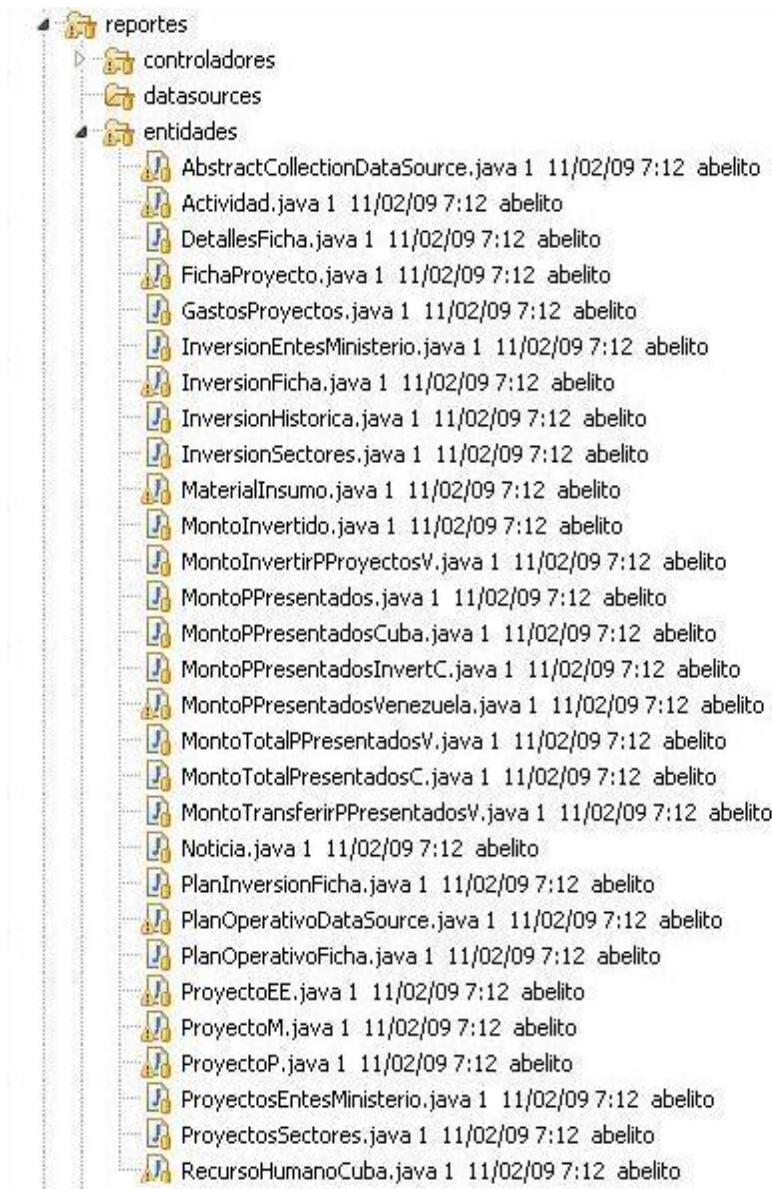 reportes
controladores
datasources
entidades
AbstractCollectionDataSource.java 1 11/02/09 7:12 abelito
Actividad.java 1 11/02/09 7:12 abelito
DetallesFicha.java 1 11/02/09 7:12 abelito
FichaProyecto.java 1 11/02/09 7:12 abelito
GastosProyectos.java 1 11/02/09 7:12 abelito
InversionEntesMinisterio.java 1 11/02/09 7:12 abelito
InversionFicha.java 1 11/02/09 7:12 abelito
InversionHistorica.java 1 11/02/09 7:12 abelito
InversionSectores.java 1 11/02/09 7:12 abelito
MaterialInsumo.java 1 11/02/09 7:12 abelito
MontoInvertido.java 1 11/02/09 7:12 abelito
MontoInvertirPProyectosV.java 1 11/02/09 7:12 abelito
MontoPPresentados.java 1 11/02/09 7:12 abelito
MontoPPresentadosCuba.java 1 11/02/09 7:12 abelito
MontoPPresentadosInvertC.java 1 11/02/09 7:12 abelito
MontoPPresentadosVenezuela.java 1 11/02/09 7:12 abelito
MontoTotalPPresentadosV.java 1 11/02/09 7:12 abelito
MontoTotalPresentadosC.java 1 11/02/09 7:12 abelito
MontoTransferirPPresentadosV.java 1 11/02/09 7:12 abelito
Noticia.java 1 11/02/09 7:12 abelito
PlanInversionFicha.java 1 11/02/09 7:12 abelito
PlanOperativoDataSource.java 1 11/02/09 7:12 abelito
PlanOperativoFicha.java 1 11/02/09 7:12 abelito
ProyectoEE.java 1 11/02/09 7:12 abelito
ProyectoM.java 1 11/02/09 7:12 abelito
ProyectoP.java 1 11/02/09 7:12 abelito
ProyectosEntesMinisterio.java 1 11/02/09 7:12 abelito
ProyectosSectores.java 1 11/02/09 7:12 abelito
RecursoHumanoCuba.java 1 11/02/09 7:12 abelito